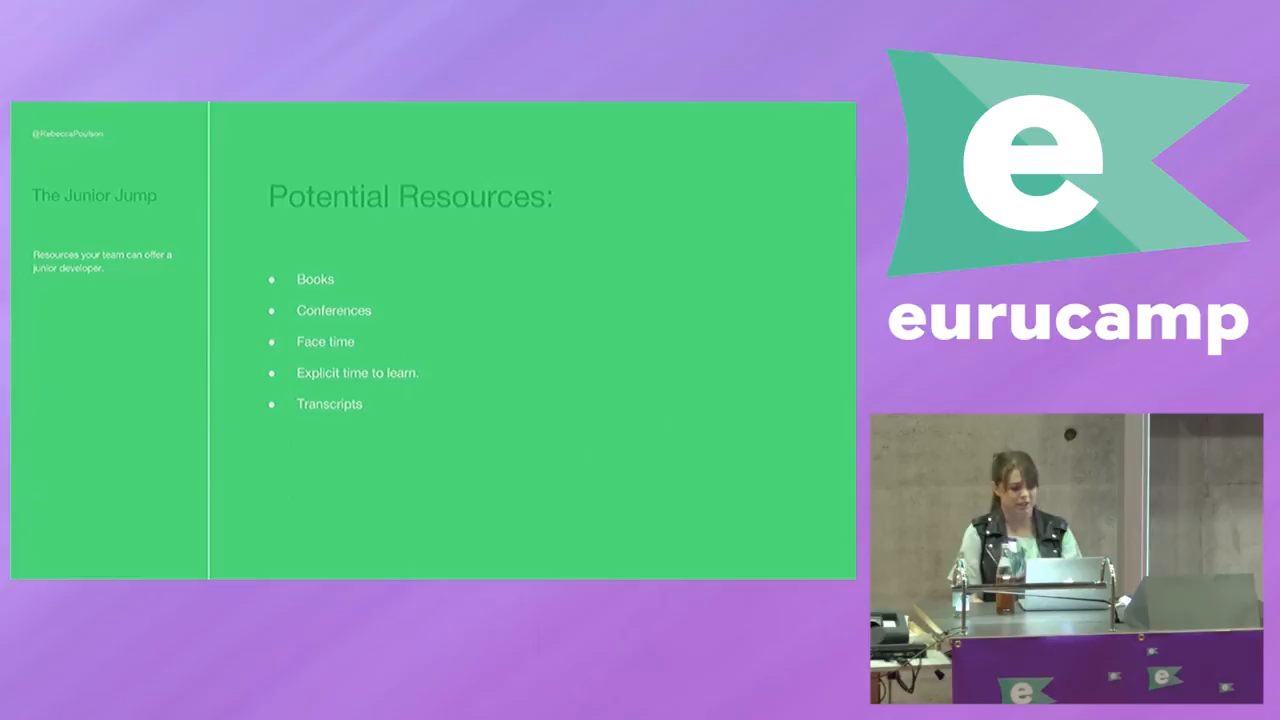 @RebeccaPoulson
The Junior Jump
Resources your team can offer a
junior developer.
Potential Resources:
● Books
● Conferences
● Face time
● Explicit time to learn.
● Transcripts
e
eurucamp
e
e